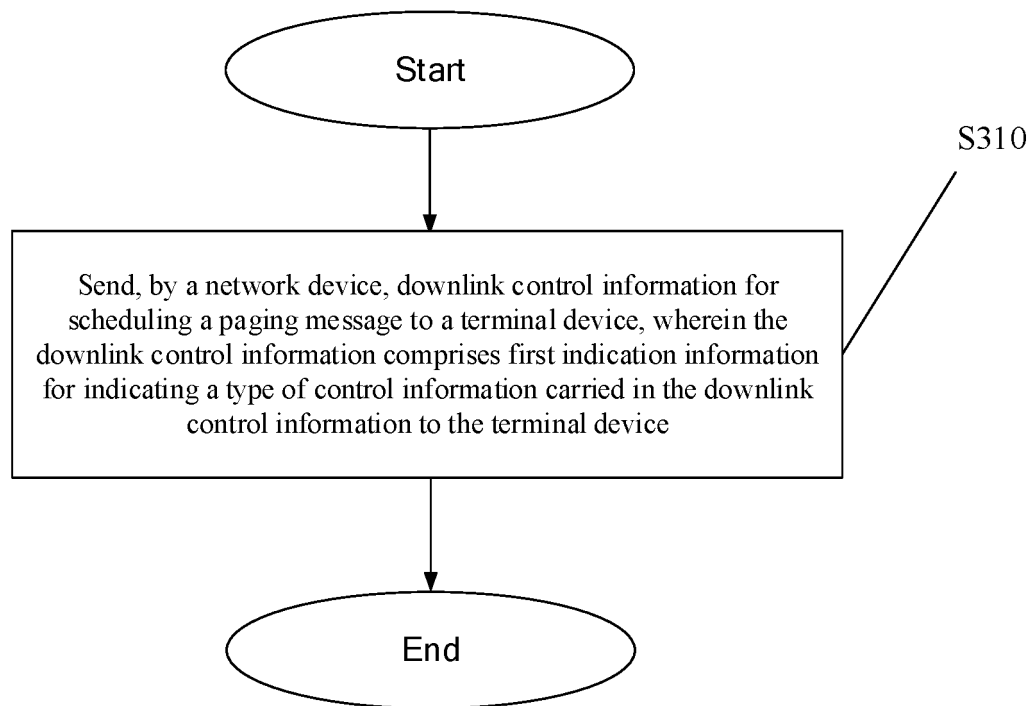 Start
S310
Send, by a network device, downlink control information for
scheduling a paging message to a terminal device, wherein the
downlink control information comprises first indication information
for indicating a type of control information carried in the downlink
control information to the terminal device
End